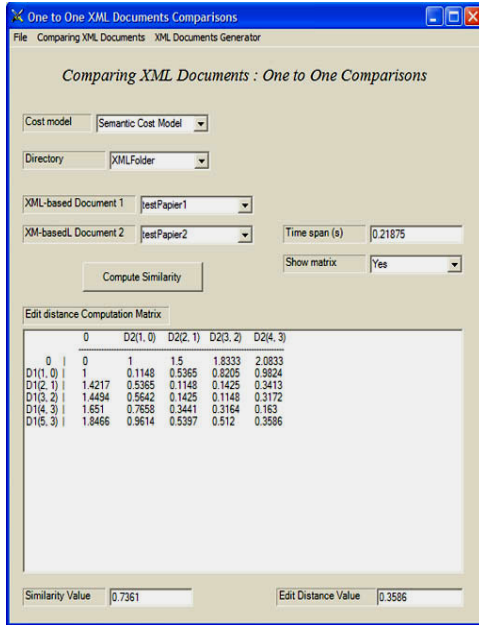 One to One XML Documents Comparisons
File Comparing XML Documents XML Documents Generator
Comparing XML Documents : One to One Comparisons
Cost model Semantic Cost Model
Directory XMLFolder
XML-based Document 1 testPapier1
XM-basedL Document 2 testPapier2 Time span (s) 0.21875
Compute Similarity Show matrix Yes
Edit distance Computation Matrix
0 D2(1, 0) D2(2, 1) D2(3, 2) D2(4, 3)
0 | 0 1 1.5 1.8333 2.0833
D1(1, 0) | 1 0.1148 0.5365 0.8205 0.9824
D1(2, 1) | 1.4217 0.5365 0.1148 0.1425 0.3413
D1(3, 2) | 1.4494 0.5642 0.1425 0.1148 0.3172
D1(4, 3) | 1.651 0.7658 0.3441 0.3164 0.163
D1(5, 3) | 1.8466 0.9614 0.5397 0.512 0.3586
Similarity Value 0.7361 Edit Distance Value 0.3586